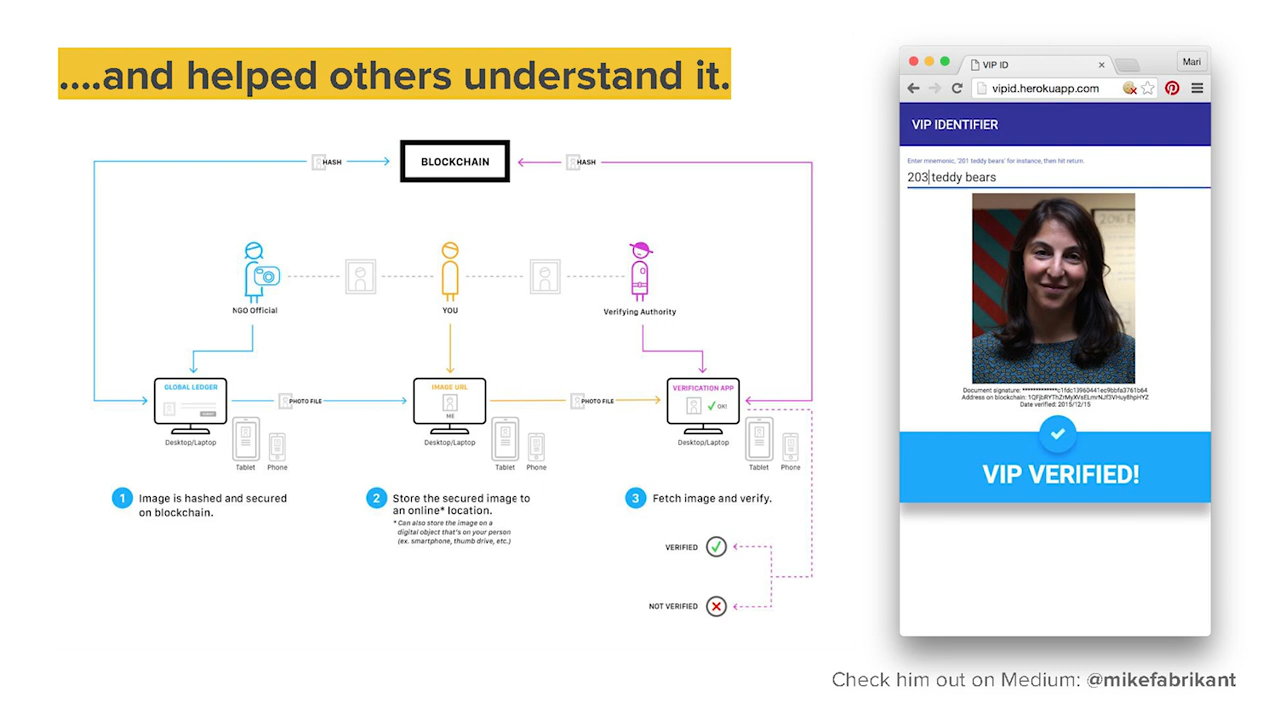 ....and helped others understand it.
HASH
BLOCKCHAIN
HASH
NGO Official
YOU
Verifying Authority
GLOBAL LEDGER
PHOTO FILE
IMAGE URL
ME
PHOTO FILE
VERIFICATION APP
OK!
Desktop/Laptop
Tablet
Phone
Desktop/Laptop
Tablet
Phone
Desktop/Laptop
Tablet
Phone
1 Image is hashed and secured
on blockchain.
2 Store the secured image to
an online* location.
* Can also store the image on a
digital object that's on your person
(ex. smartphone, thumb drive, etc.)
3 Fetch image and verify.
VERIFIED
NOT VERIFIED
VIP ID
Mari
vipid.herokuapp.com
VIP IDENTIFIER
Enter mnemonic, '201 teddy bears' for instance, then hit return.
203 teddy bears
Document signature:
Address on blockchain:
Date verified: 2015/12/15
VIP VERIFIED!
Check him out on Medium: @mikefabrikant